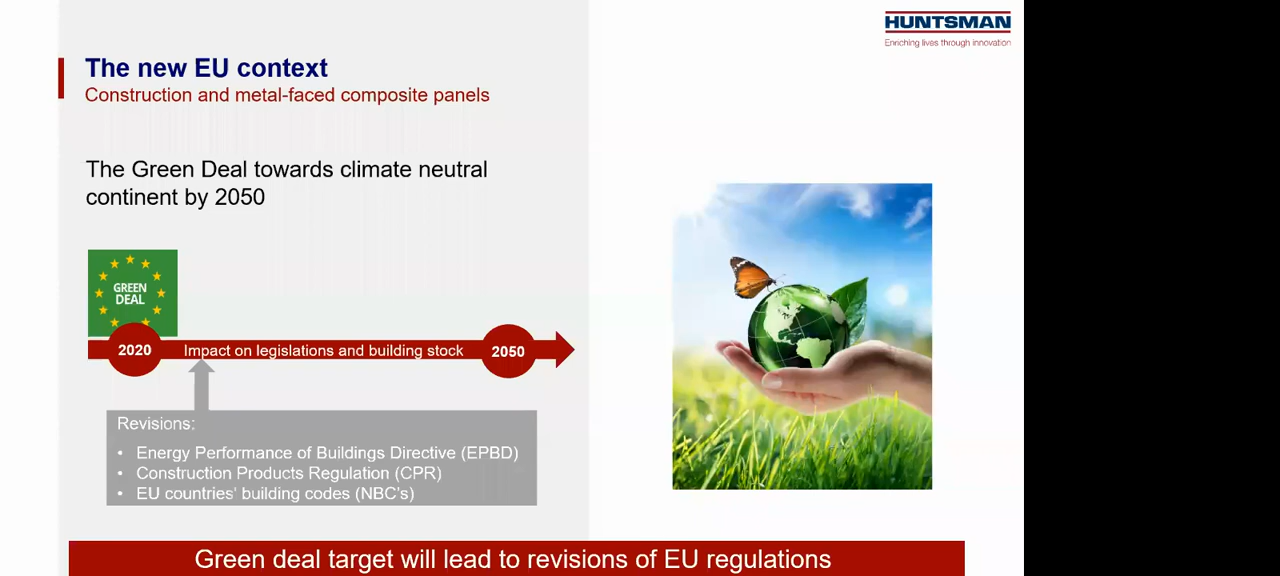 HUNTSMAN
Enriching lives through innovation
The new EU context
Construction and metal-faced composite panels
The Green Deal towards climate neutral
continent by 2050
GREEN
DEAL
2020
Impact on legislations and building stock
2050
Revisions:
• Energy Performance of Buildings Directive (EPBD)
• Construction Products Regulation (CPR)
• EU countries' building codes (NBC's)
Green deal target will lead to revisions of EU regulations